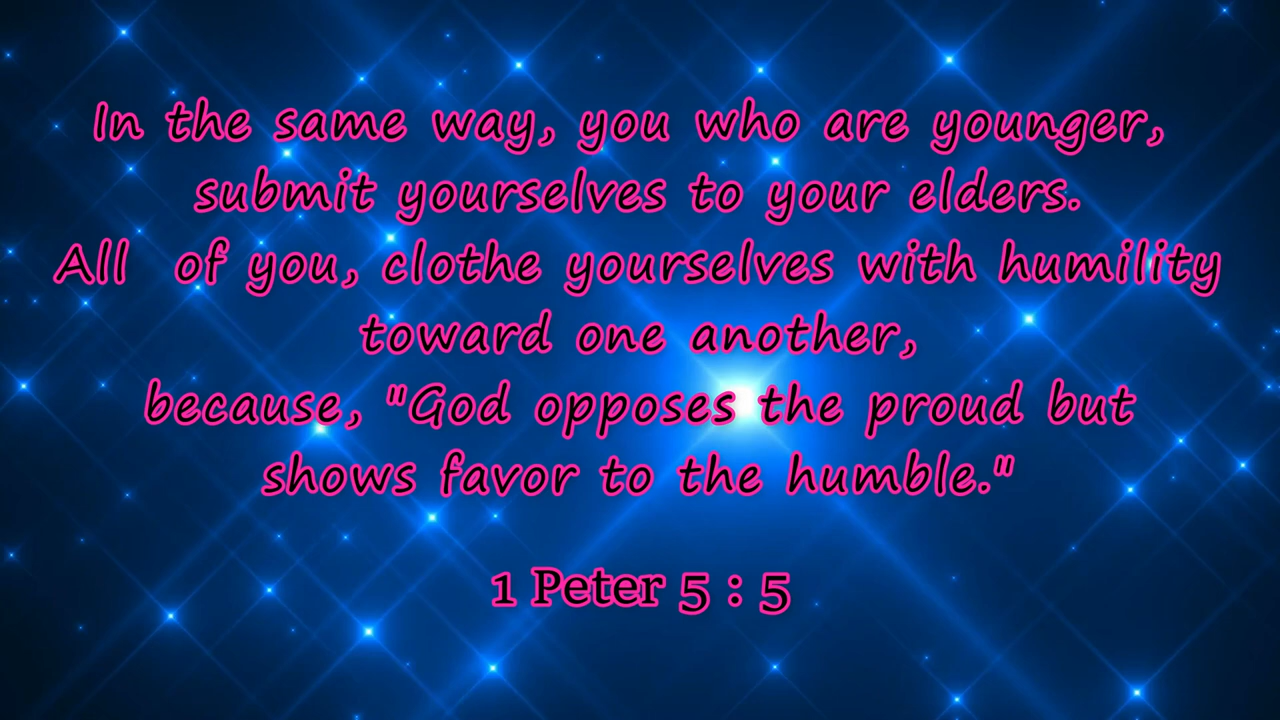 In the same way, you who are younger,
submit yourselves to your elders.
All  of you, clothe yourselves with humility
toward one another,
because, "God opposes the proud but
shows favor to the humble."
1 Peter 5 : 5